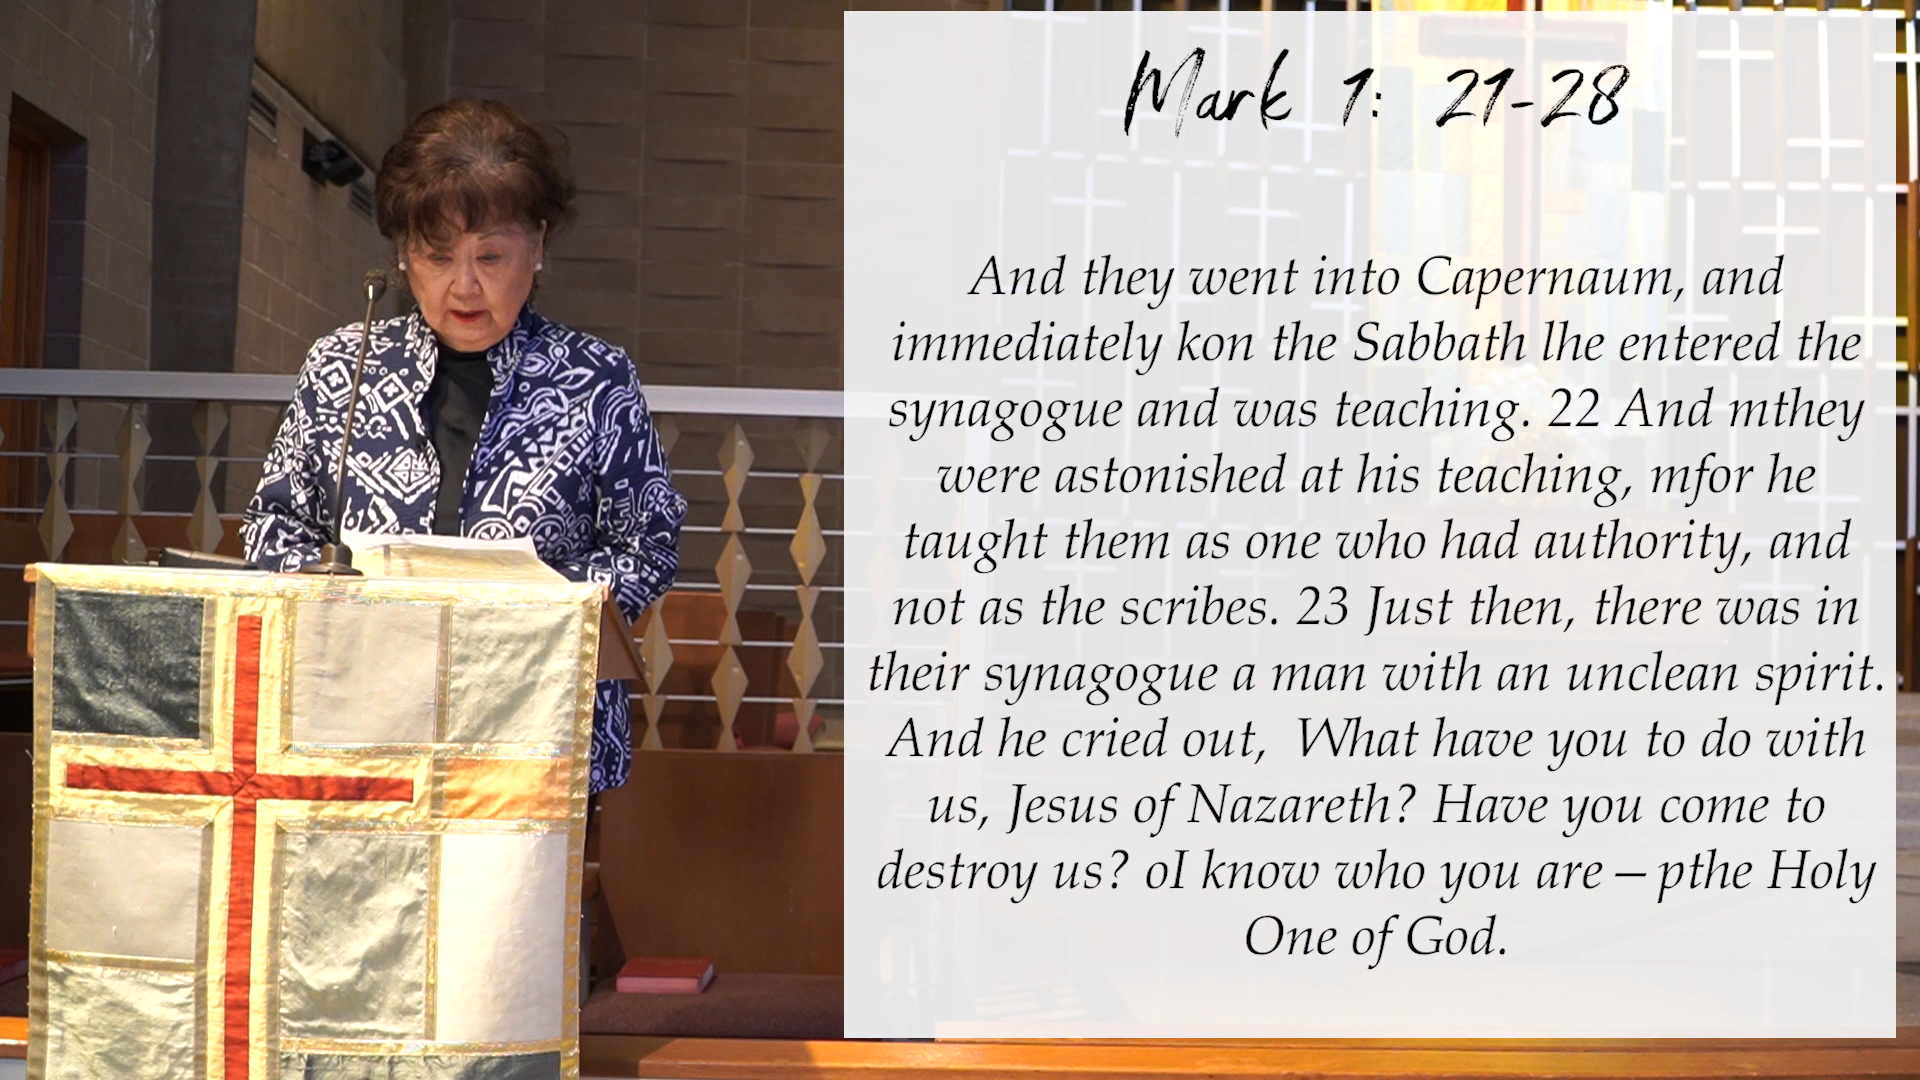 Mark 1: 21-28
And they went into Capernaum, and
immediately kon the Sabbath lhe entered the
synagogue and was teaching. 22 And mthey
were astonished at his teaching, mfor he
taught them as one who had authority, and
not as the scribes. 23 Just then, there was in
their synagogue a man with an unclean spirit.
And he cried out, What have you to do with
us, Jesus of Nazareth? Have you come to
destroy us? oI know who you are — pthe Holy
One of God.